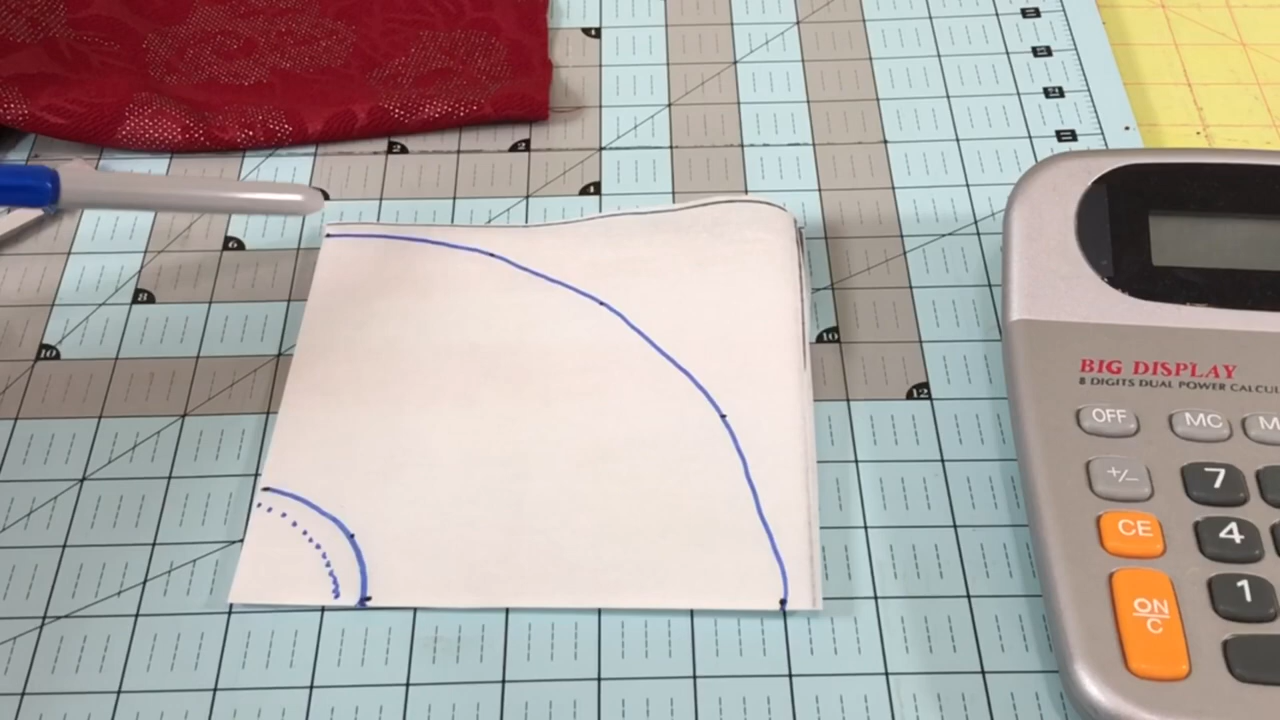 4
2
2
4
6
8
10
10
12
BIG DISPLAY
8 DIGITS DUAL POWER CALCU
OFF
MC
M
+/-
7
CE
4
ON
C
1